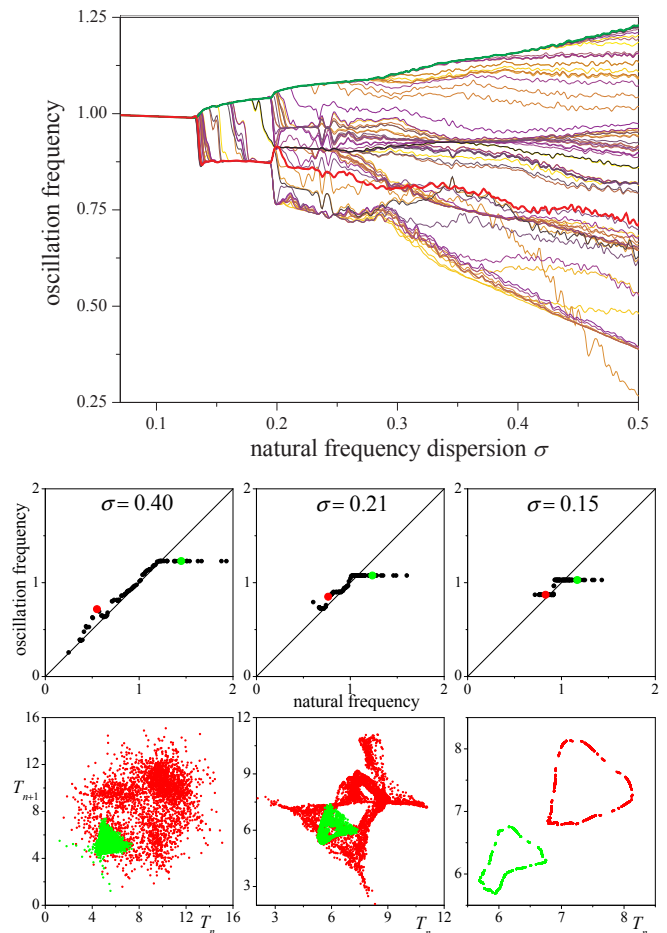 1.25
1.00
0.75
0.50
0.25
oscillation frequency
0.1 0.2 0.3 0.4 0.5
natural frequency dispersion σ
2
1
0
oscillation frequency
σ = 0.40
σ = 0.21
σ = 0.15
0 1 2
0 1 2
0 1 2
natural frequency
16
12
8
4
0
T_{n+1}
0 4 8 12 16
T_n
12
9
6
3
3 6 9 12
T_n
8
7
6
6 7 8
T_n